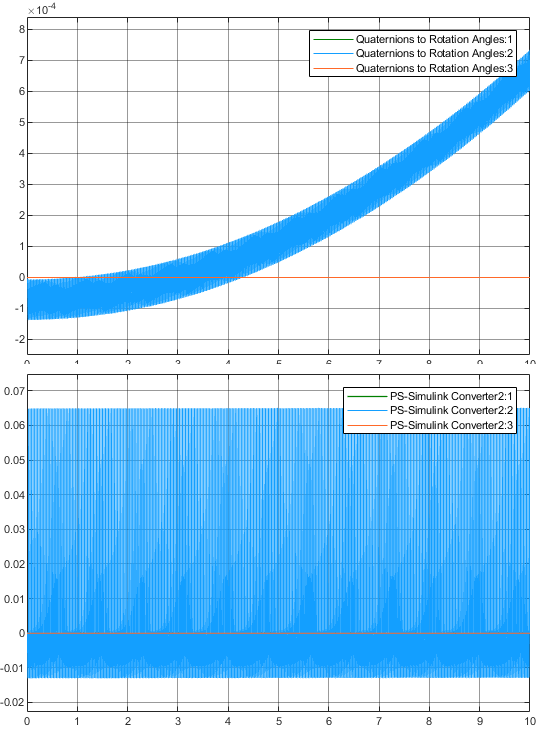 ×10-4
8
Quaternions to Rotation Angles:1
Quaternions to Rotation Angles:2
Quaternions to Rotation Angles:3
7
6
5
4
3
2
1
0
-1
-2
0 1 2 3 4 5 6 7 8 9 10
0.07
PS-Simulink Converter2:1
PS-Simulink Converter2:2
PS-Simulink Converter2:3
0.06
0.05
0.04
0.03
0.02
0.01
0
-0.01
-0.02
0 1 2 3 4 5 6 7 8 9 10